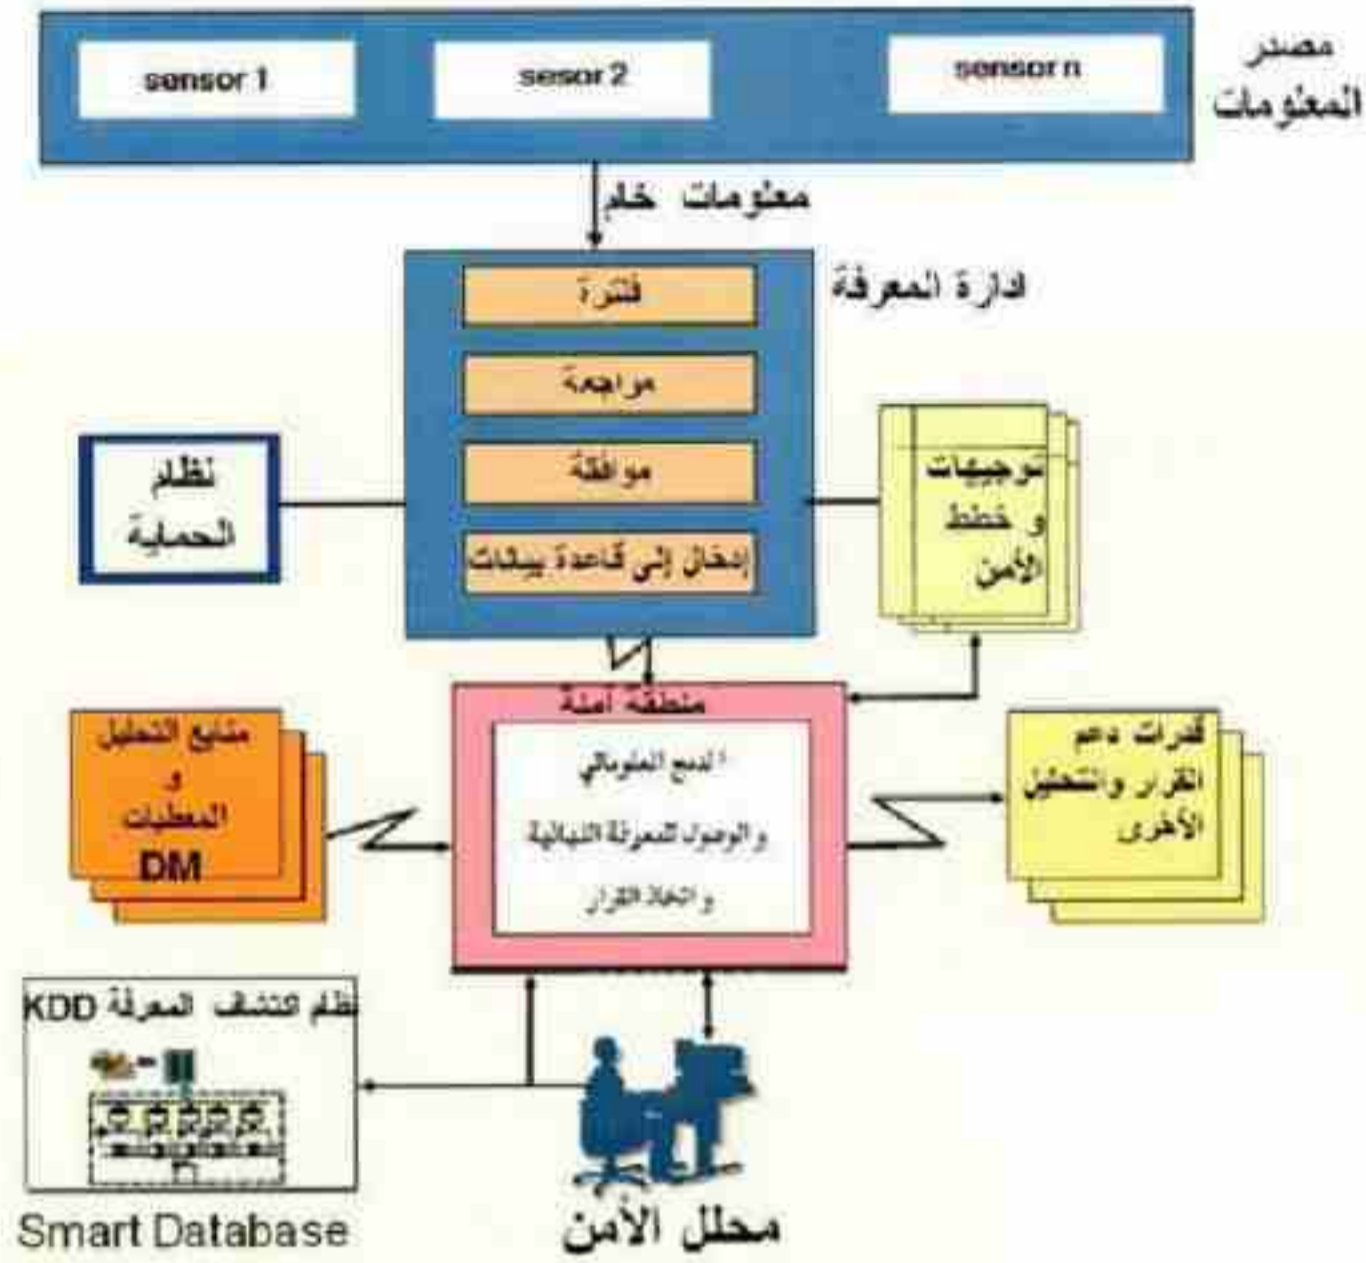 sensor 1
sesor 2
sensor n
مصدر
المعلومات
معلومات خام
ادارة المعرفة
فلترة
مراجعة
موافقة
إدخال إلى قاعدة بيانات
نظام
الحماية
توجيهات
و خطط
الأمن
منطقة آمنة
الدمج المعلوماتي
والوصول للمعرفة النهائية
و اتخاذ القرار
منابع التحليل
و
المعطيات
DM
قدرات دعم
القرار والتحليل
الأخرى
نظام اكتشاف المعرفة KDD
Smart Database
محلل الأمن